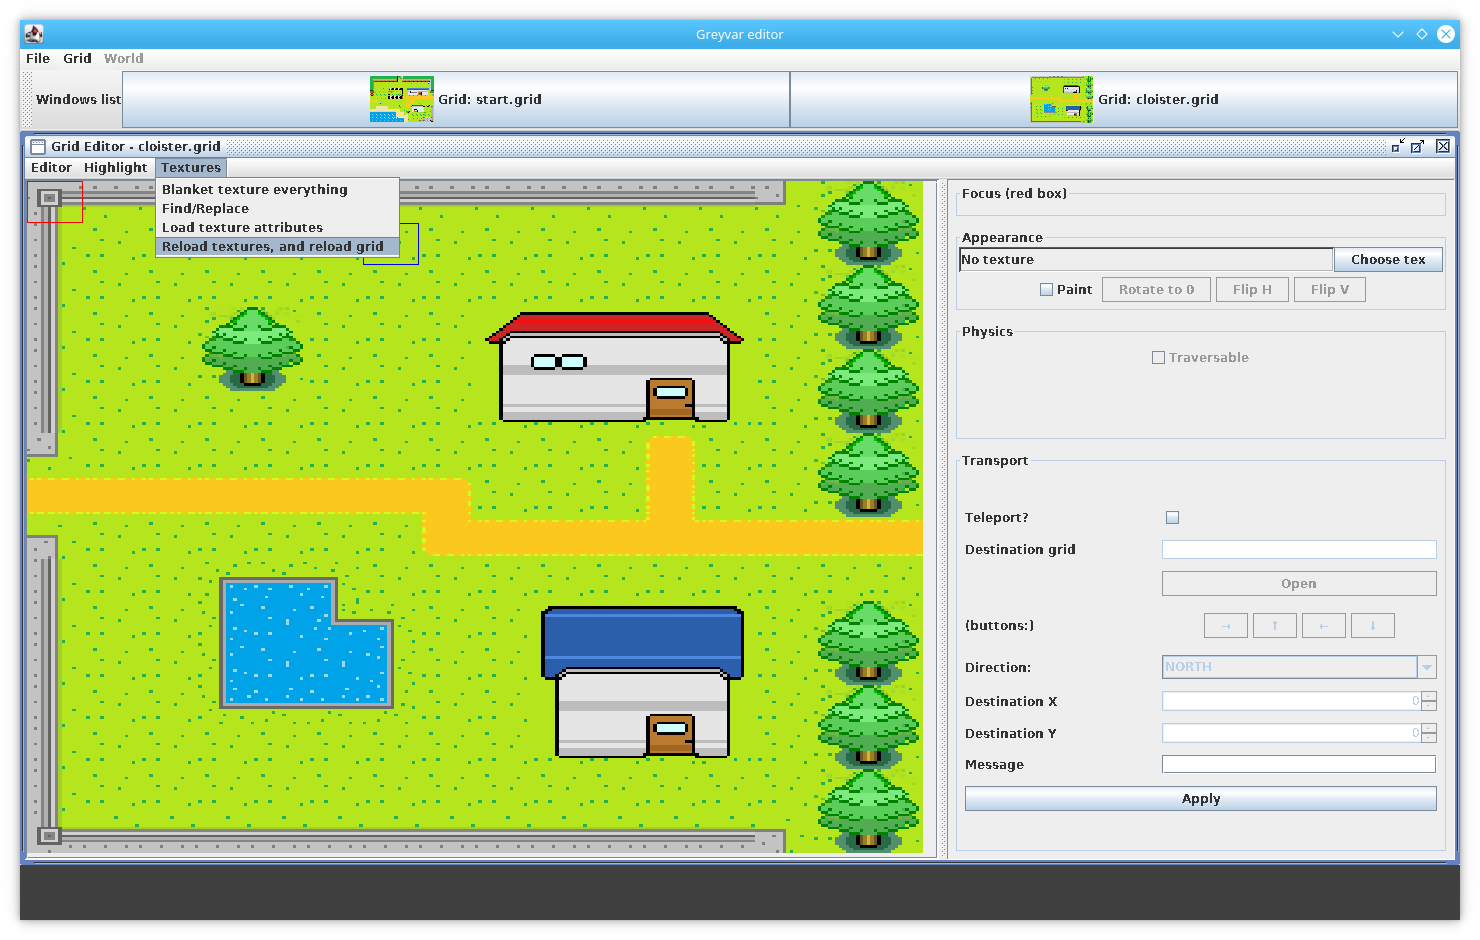 Greyvar editor
File Grid World
Windows list Grid: start.grid Grid: cloister.grid
Grid Editor - cloister.grid
Editor Highlight Textures
Blanket texture everything
Find/Replace
Load texture attributes
Reload textures, and reload grid
Focus (red box)
Appearance
No texture Choose tex
Paint Rotate to 0 Flip H Flip V
Physics
Traversable
Transport
Teleport?
Destination grid
Open
(buttons:) → ↑ ← ↓
Direction: NORTH
Destination X 0
Destination Y 0
Message
Apply